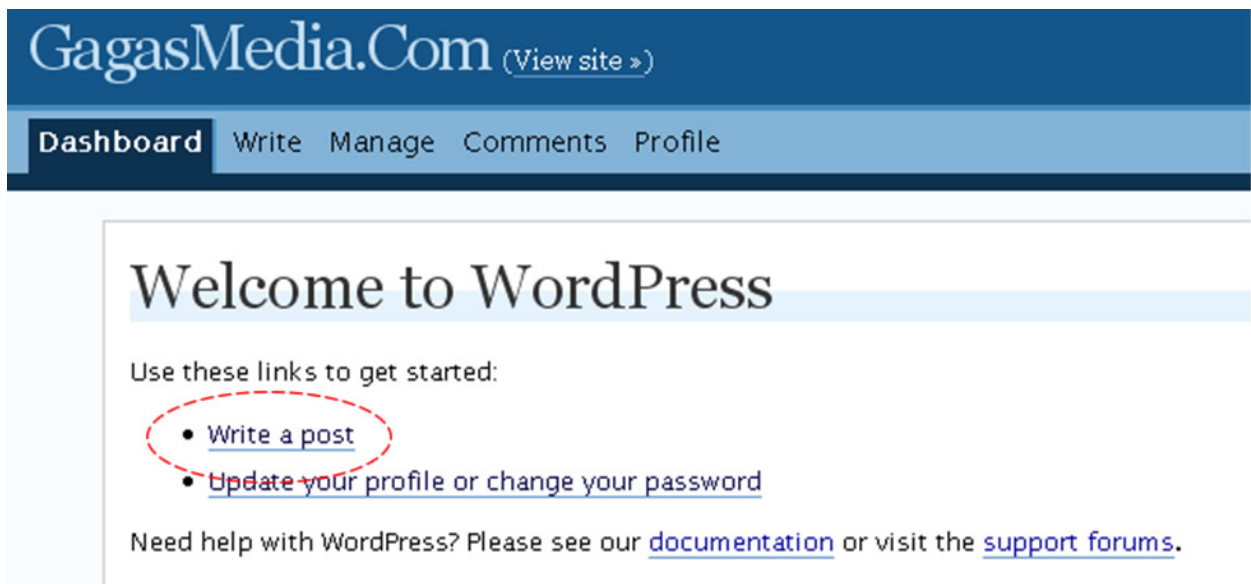 GagasMedia.Com (View site »)
Dashboard Write Manage Comments Profile
Welcome to WordPress
Use these links to get started:
• Write a post
• Update your profile or change your password
Need help with WordPress? Please see our documentation or visit the support forums.